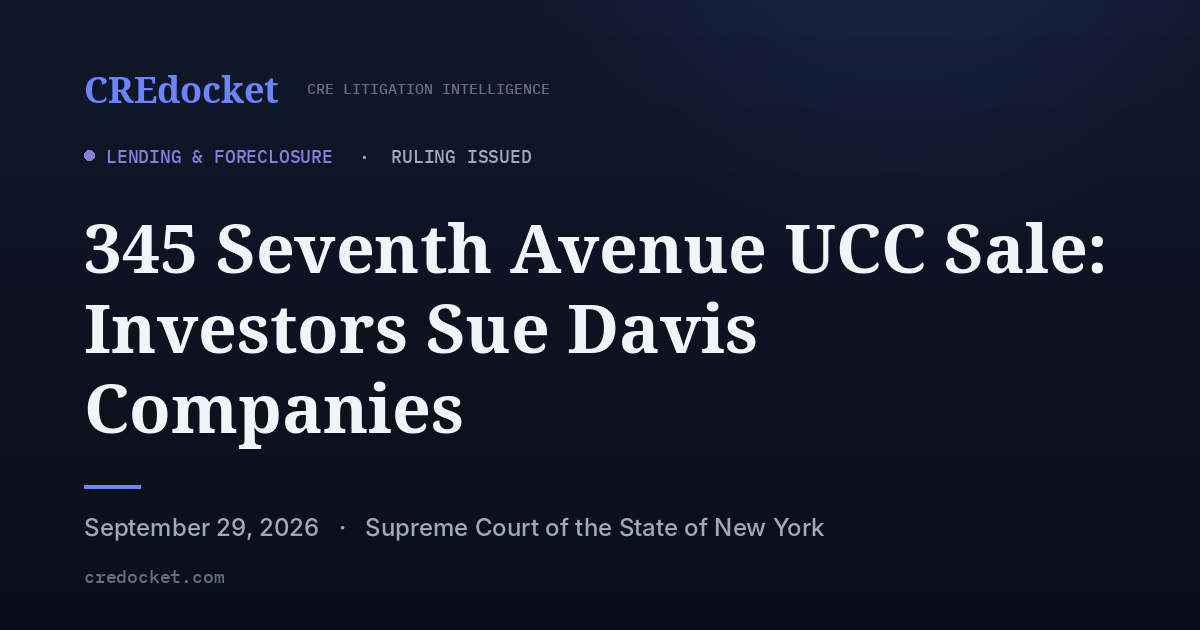 CREdocket CRE LITIGATION INTELLIGENCE
LENDING & FORECLOSURE · RULING ISSUED
345 Seventh Avenue UCC Sale:
Investors Sue Davis
Companies
September 29, 2026 · Supreme Court of the State of New York
credocket.com